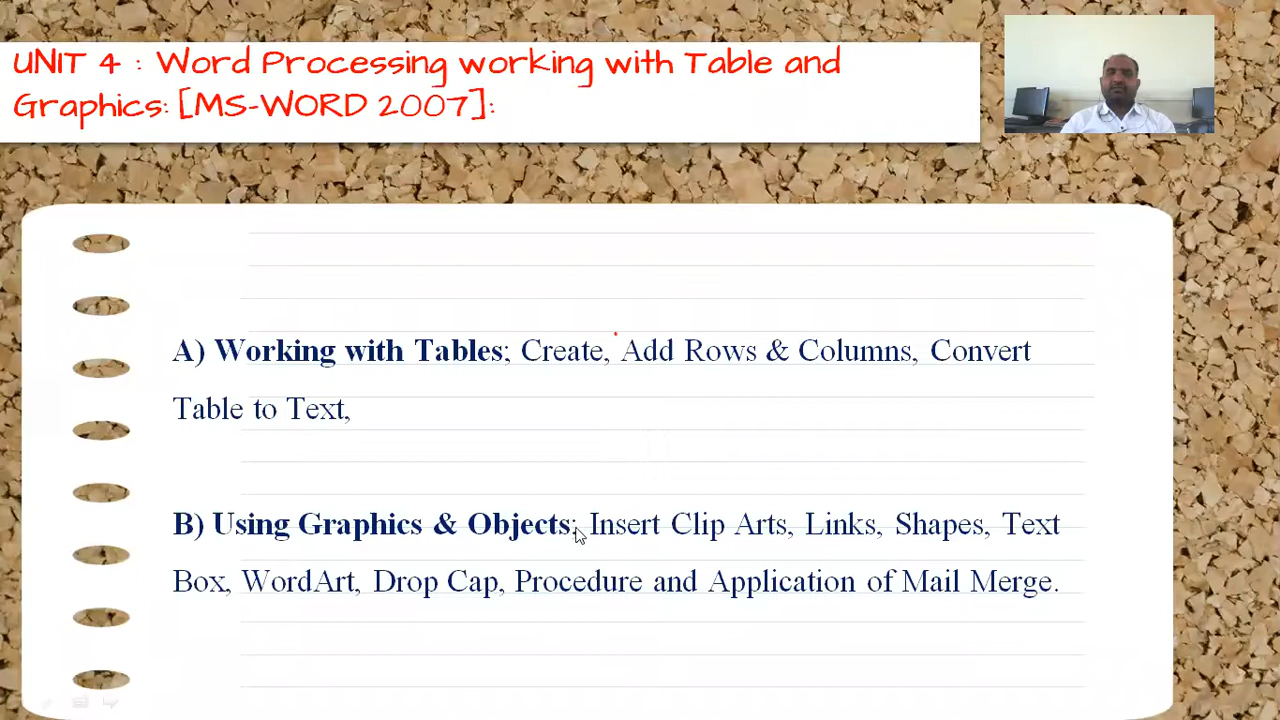 UNIT 4 : Word Processing working with Table and
Graphics: [MS-WORD 2007]:
A) Working with Tables; Create, Add Rows & Columns, Convert
Table to Text,
B) Using Graphics & Objects; Insert Clip Arts, Links, Shapes, Text
Box, WordArt, Drop Cap, Procedure and Application of Mail Merge.